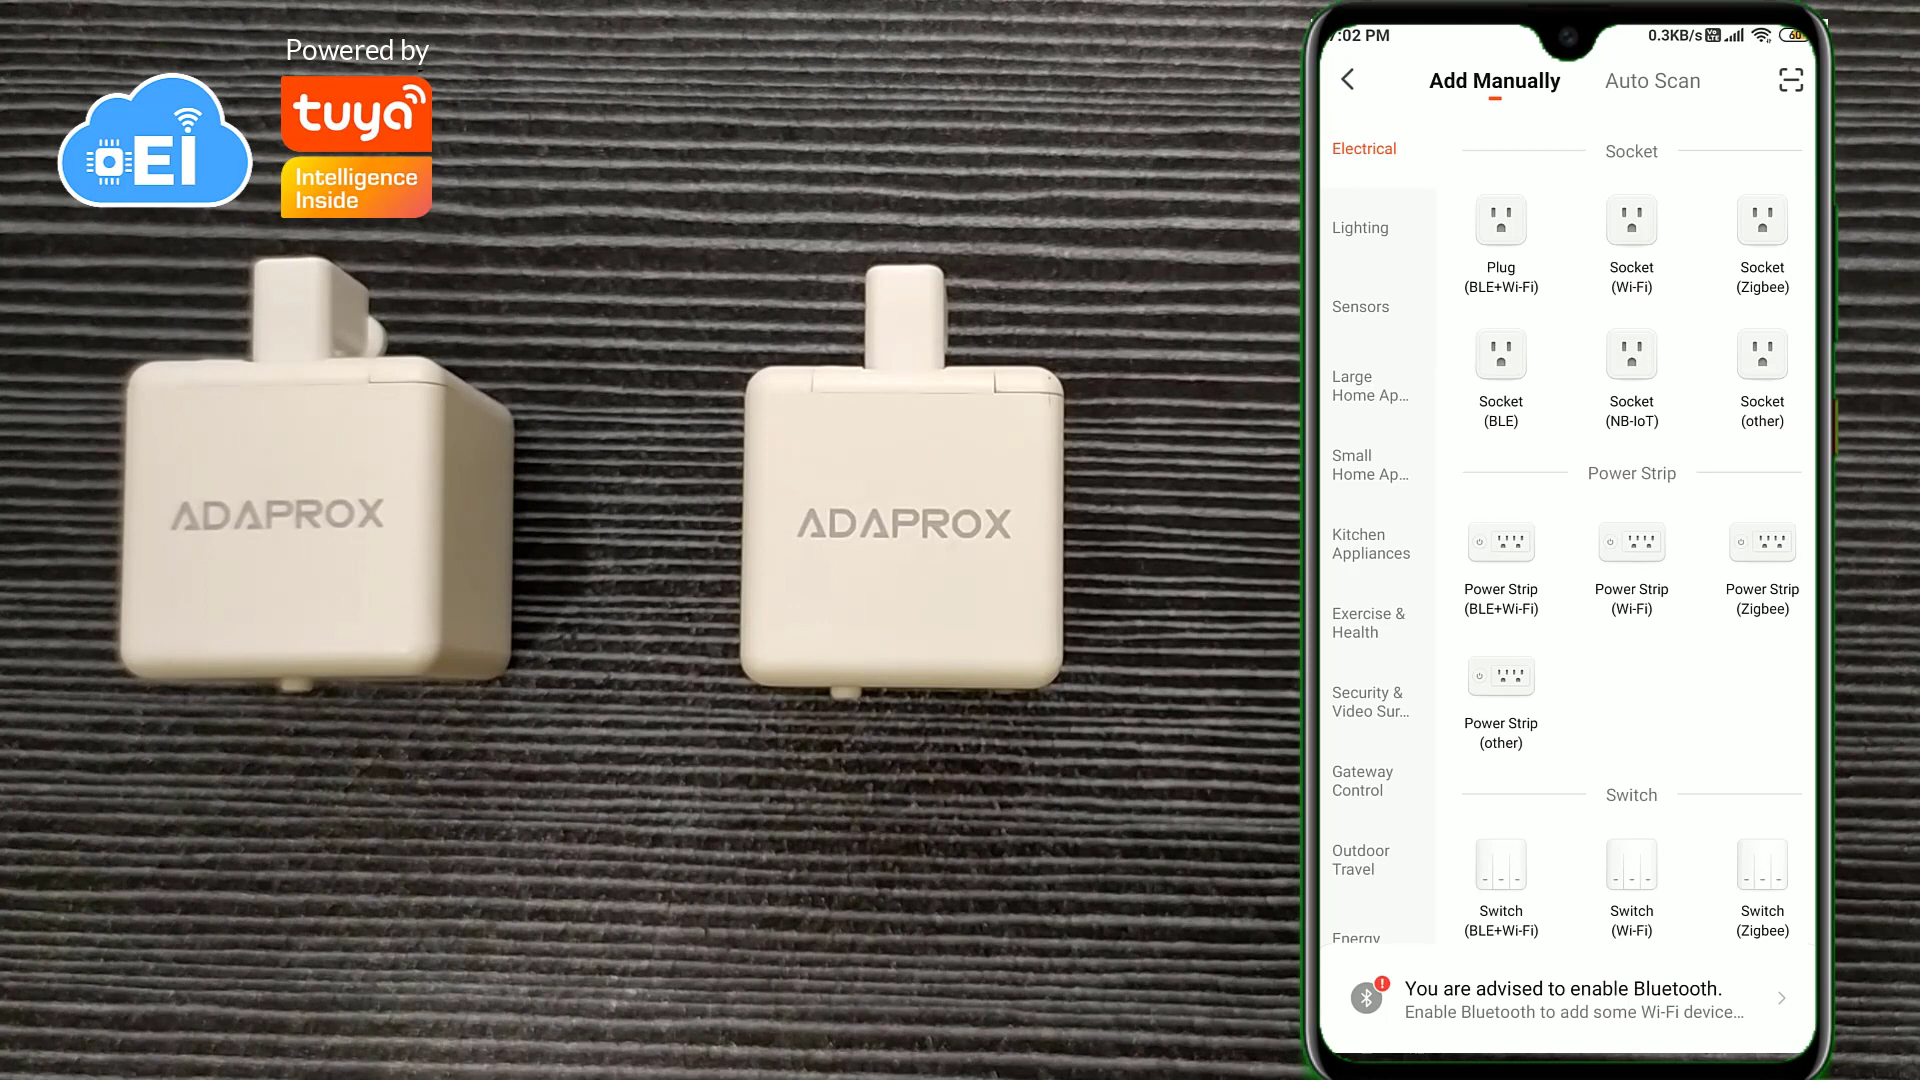 Powered by
EI
tuya
Intelligence
Inside
ADAPROX
ADAPROX
7:02 PM
0.3KB/s
60
Add Manually
Auto Scan
Electrical
Lighting
Sensors
Large
Home Ap...
Small
Home Ap...
Kitchen
Appliances
Exercise &
Health
Security &
Video Sur...
Gateway
Control
Outdoor
Travel
Energy
Socket
Plug
(BLE+Wi-Fi)
Socket
(Wi-Fi)
Socket
(Zigbee)
Socket
(BLE)
Socket
(NB-IoT)
Socket
(other)
Power Strip
Power Strip
(BLE+Wi-Fi)
Power Strip
(Wi-Fi)
Power Strip
(Zigbee)
Power Strip
(other)
Switch
Switch
(BLE+Wi-Fi)
Switch
(Wi-Fi)
Switch
(Zigbee)
You are advised to enable Bluetooth.
Enable Bluetooth to add some Wi-Fi device...